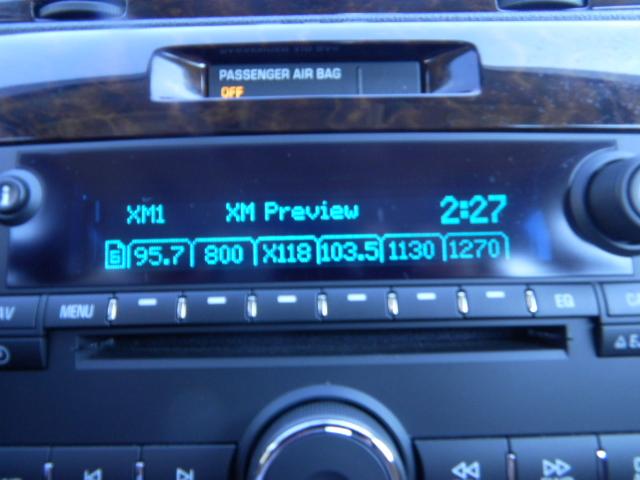 PASSENGER AIR BAG
OFF
XM1 XM Preview 2:27
95.7 800 X118 103.5 1130 1270
MENU EQ